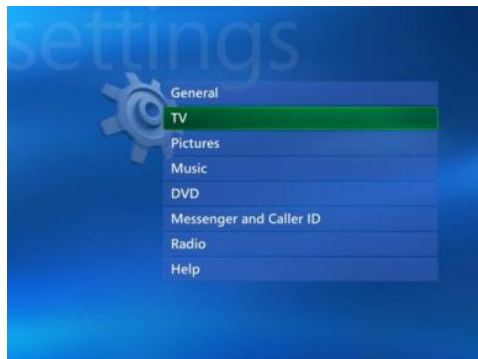 settings
General
TV
Pictures
Music
DVD
Messenger and Caller ID
Radio
Help